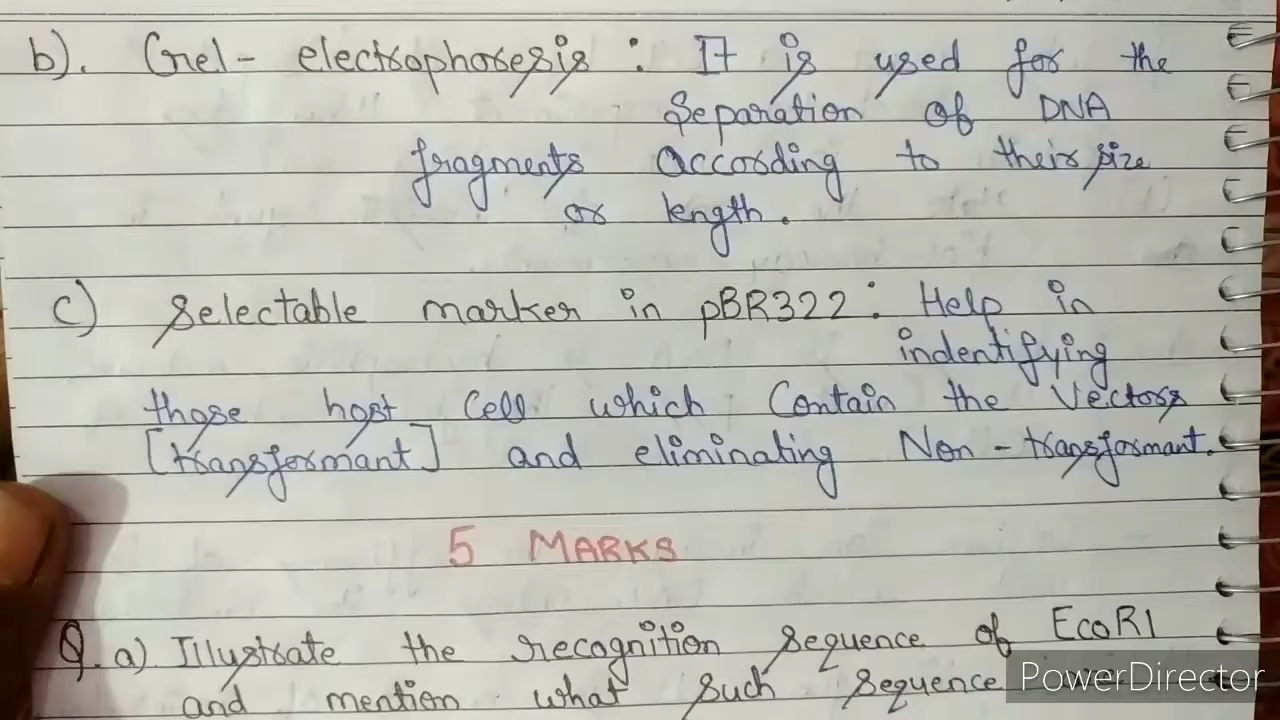 b). Gel- electrophoresis : It is used for the
Separation of DNA
fragments According to their size
or length.
c) Selectable marker in pBR322 : Help in
indentifying
those host Cell which Contain the Vectors
[transformant] and eliminating Non - transformant.
5 MARKS
Q. a) Illustrate the recognition sequence of EcoRI
and mention what such sequence
PowerDirector